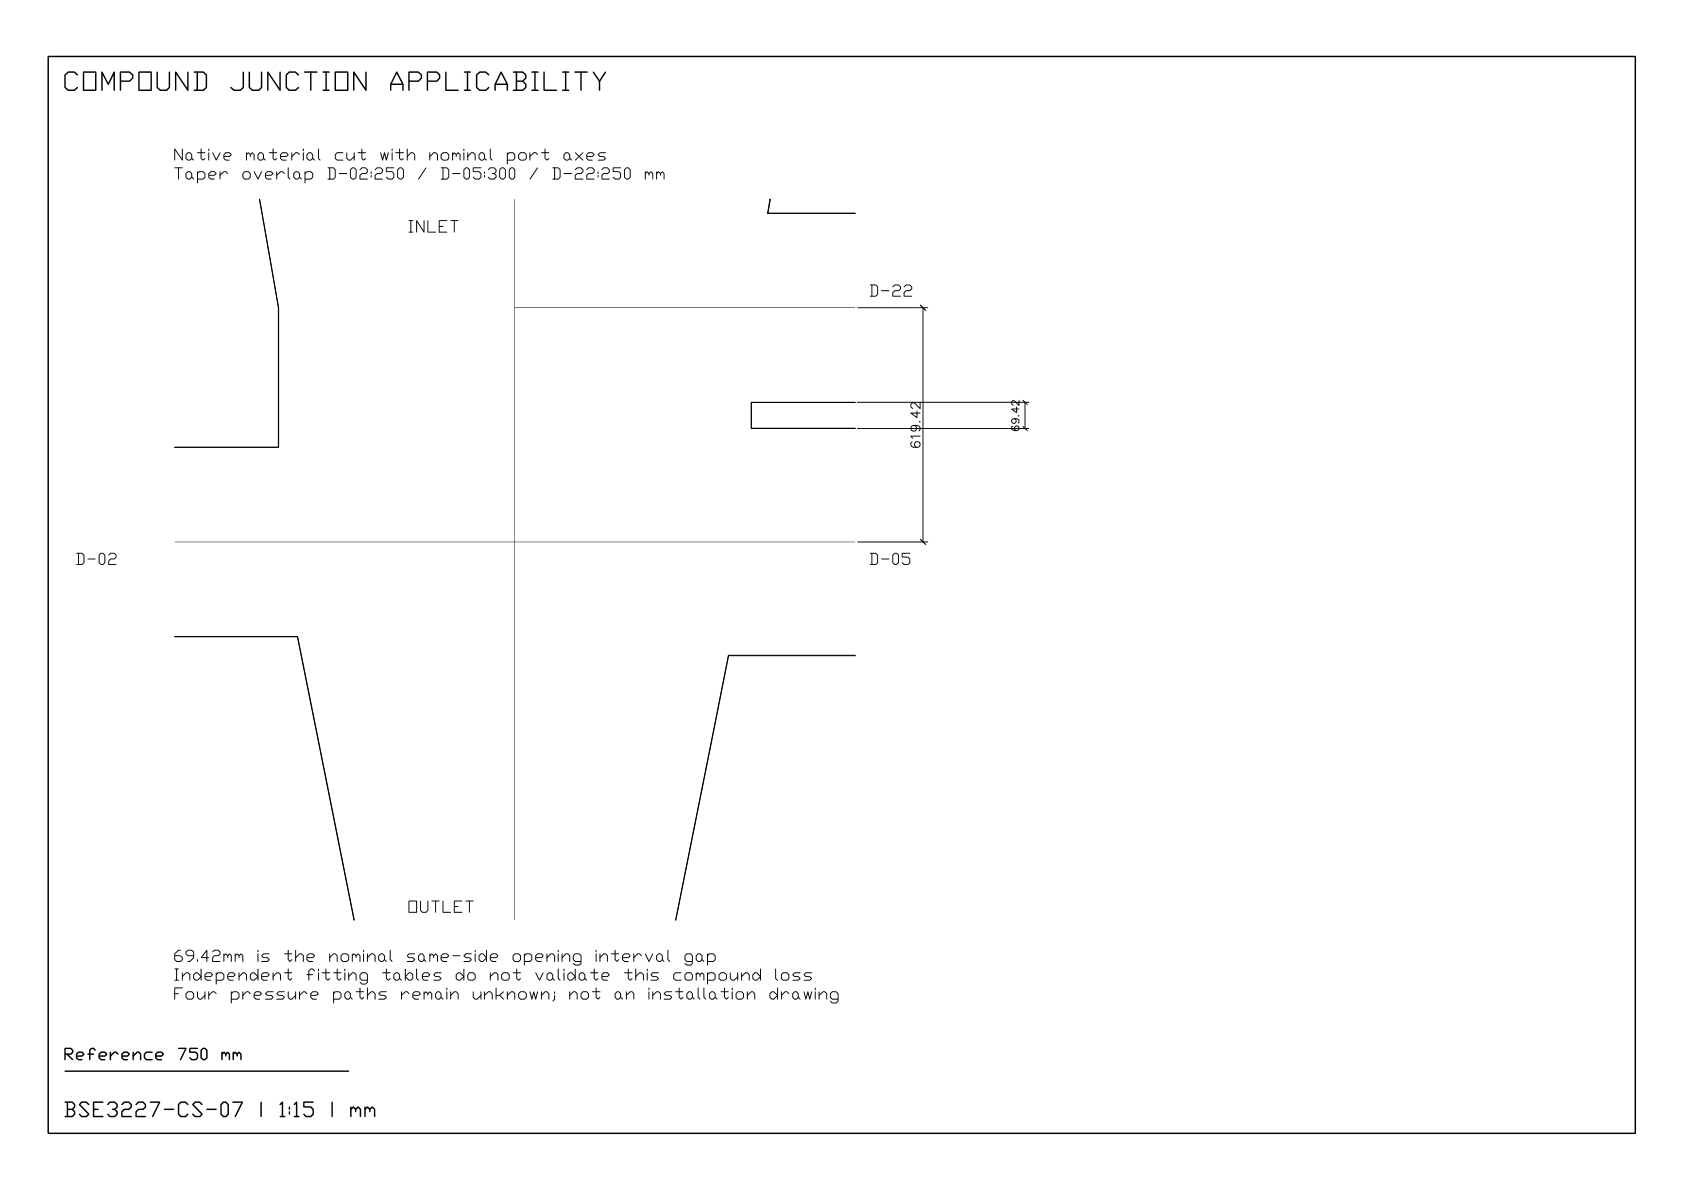 COMPOUND JUNCTION APPLICABILITY
Native material cut with nominal port axes
Taper overlap D-02:250 / D-05:300 / D-22:250 mm
INLET
D-22
619.42
69.42
D-02
D-05
OUTLET
69.42mm is the nominal same-side opening interval gap
Independent fitting tables do not validate this compound loss
Four pressure paths remain unknown; not an installation drawing
Reference 750 mm
BSE3227-CS-07 | 1:15 | mm